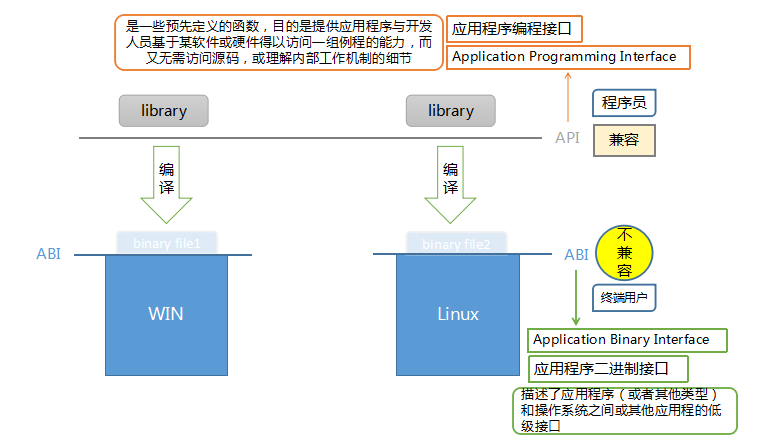 是一些预先定义的函数，目的是提供应用程序与开发
人员基于某软件或硬件得以访问一组例程的能力，而
又无需访问源码，或理解内部工作机制的细节
应用程序编程接口
Application Programming Interface
library
library
程序员
API
兼容
编
译
编
译
binary file1
binary file2
ABI
ABI
不
兼
容
WIN
Linux
终端用户
Application Binary Interface
应用程序二进制接口
描述了应用程序（或者其他类型）
和操作系统之间或其他应用程的低
级接口